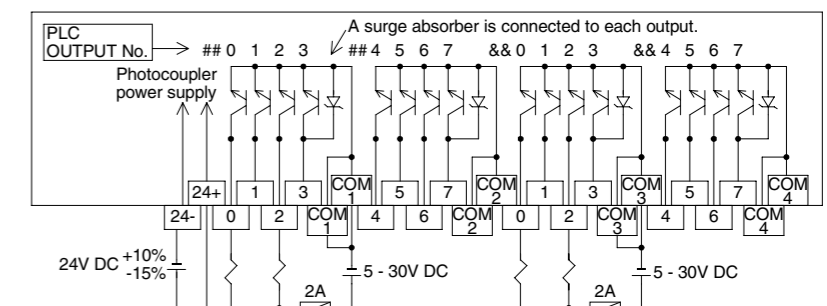 PLC
OUTPUT No.
A surge absorber is connected to each output.
##0 1 2 3 ##4 5 6 7 &&0 1 2 3 &&4 5 6 7
Photocoupler
power supply
24+ 1 3 COM 1 5 7 COM 2 1 3 COM 3 5 7 COM 4
24- 0 2 COM 1 4 6 COM 2 0 2 COM 3 4 6 COM 4
24V DC +10% -15%
5 - 30V DC
5 - 30V DC
2A
2A